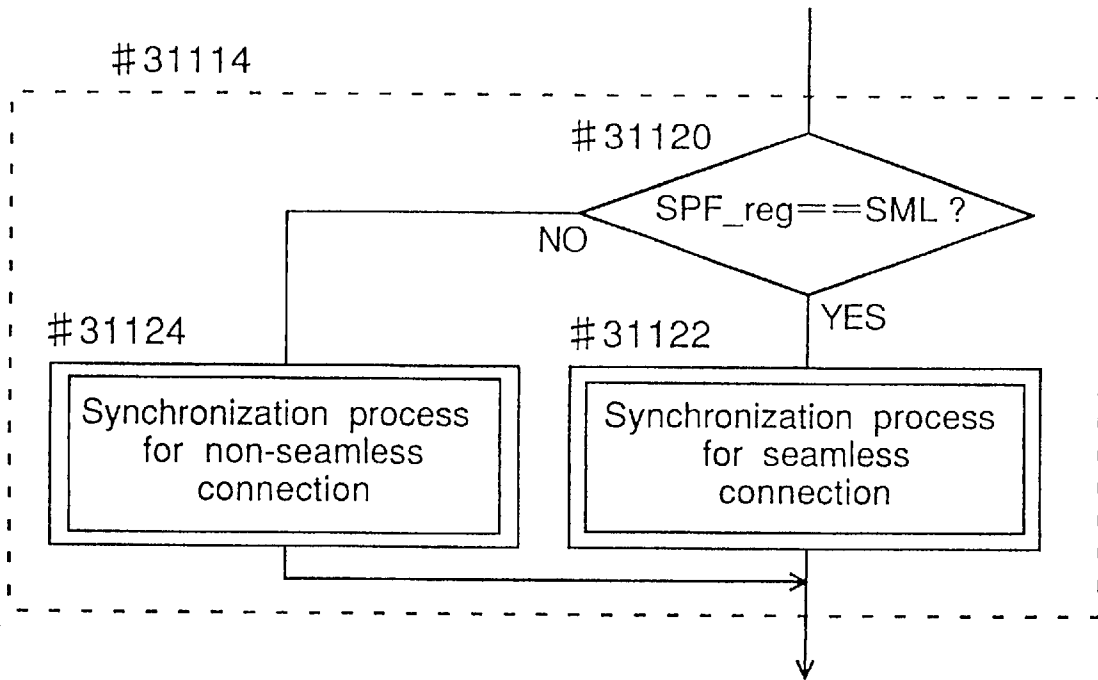 #31114
#31120
SPF_reg==SML ?
NO
YES
#31124
#31122
Synchronization process
for non-seamless
connection
Synchronization process
for seamless
connection